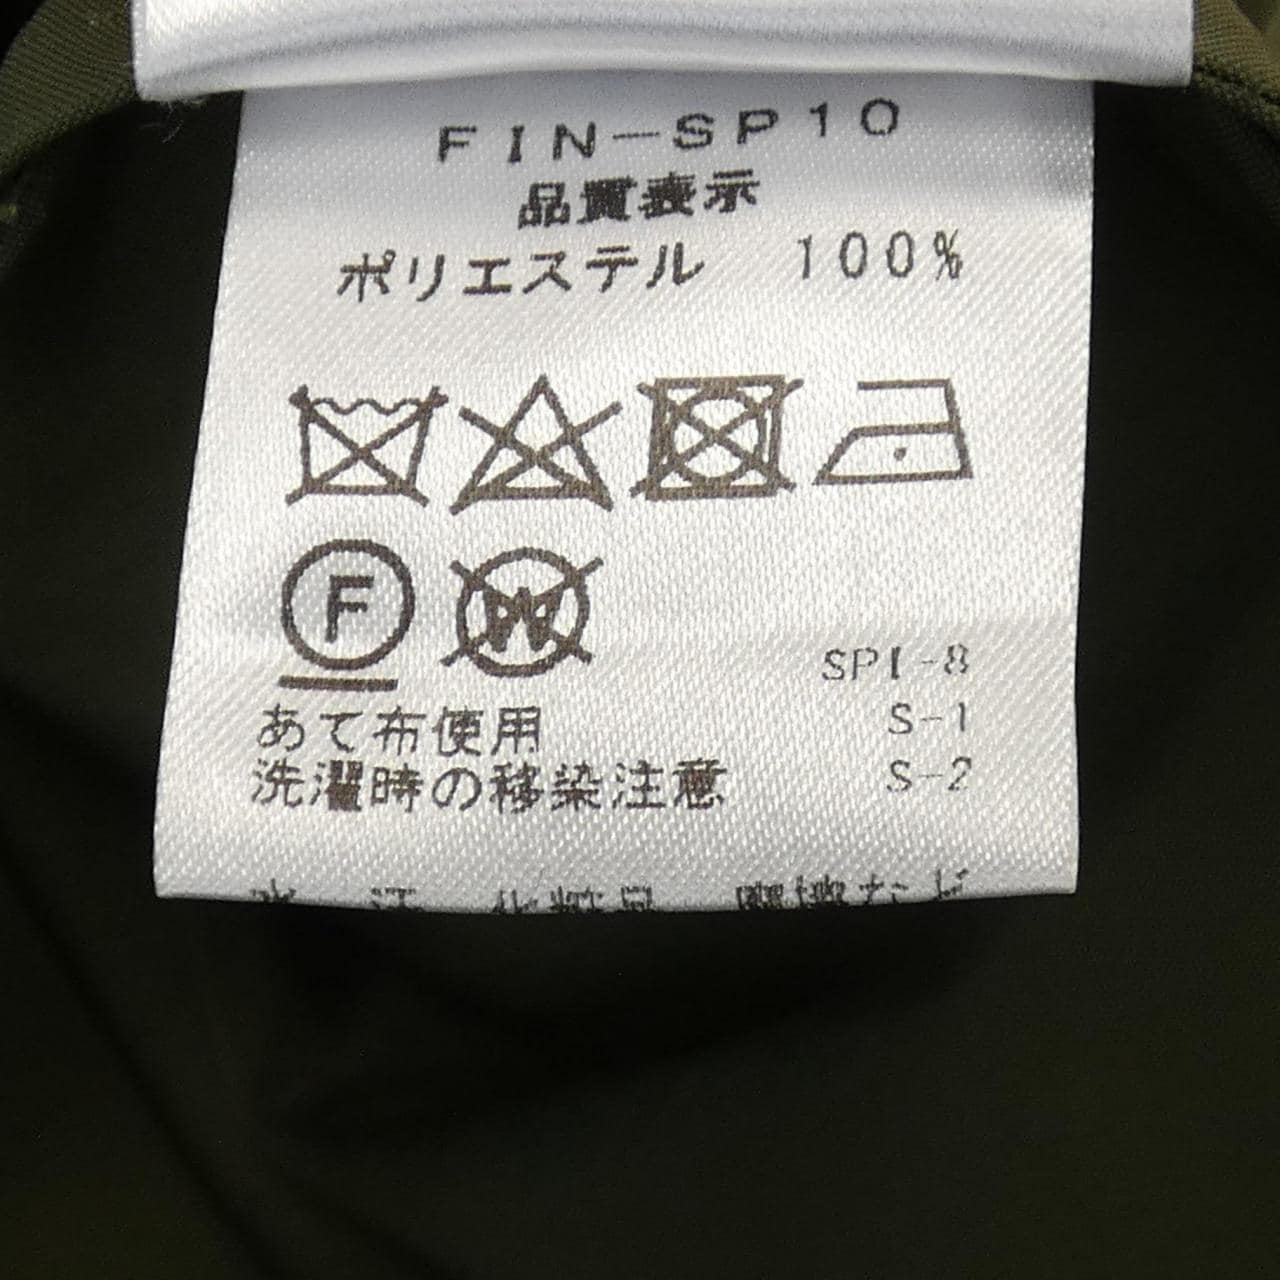 FIN-SP10
品質表示
ポリエステル 100%
F
W
SPI-8
あて布使用
S-1
洗濯時の移染注意
S-2